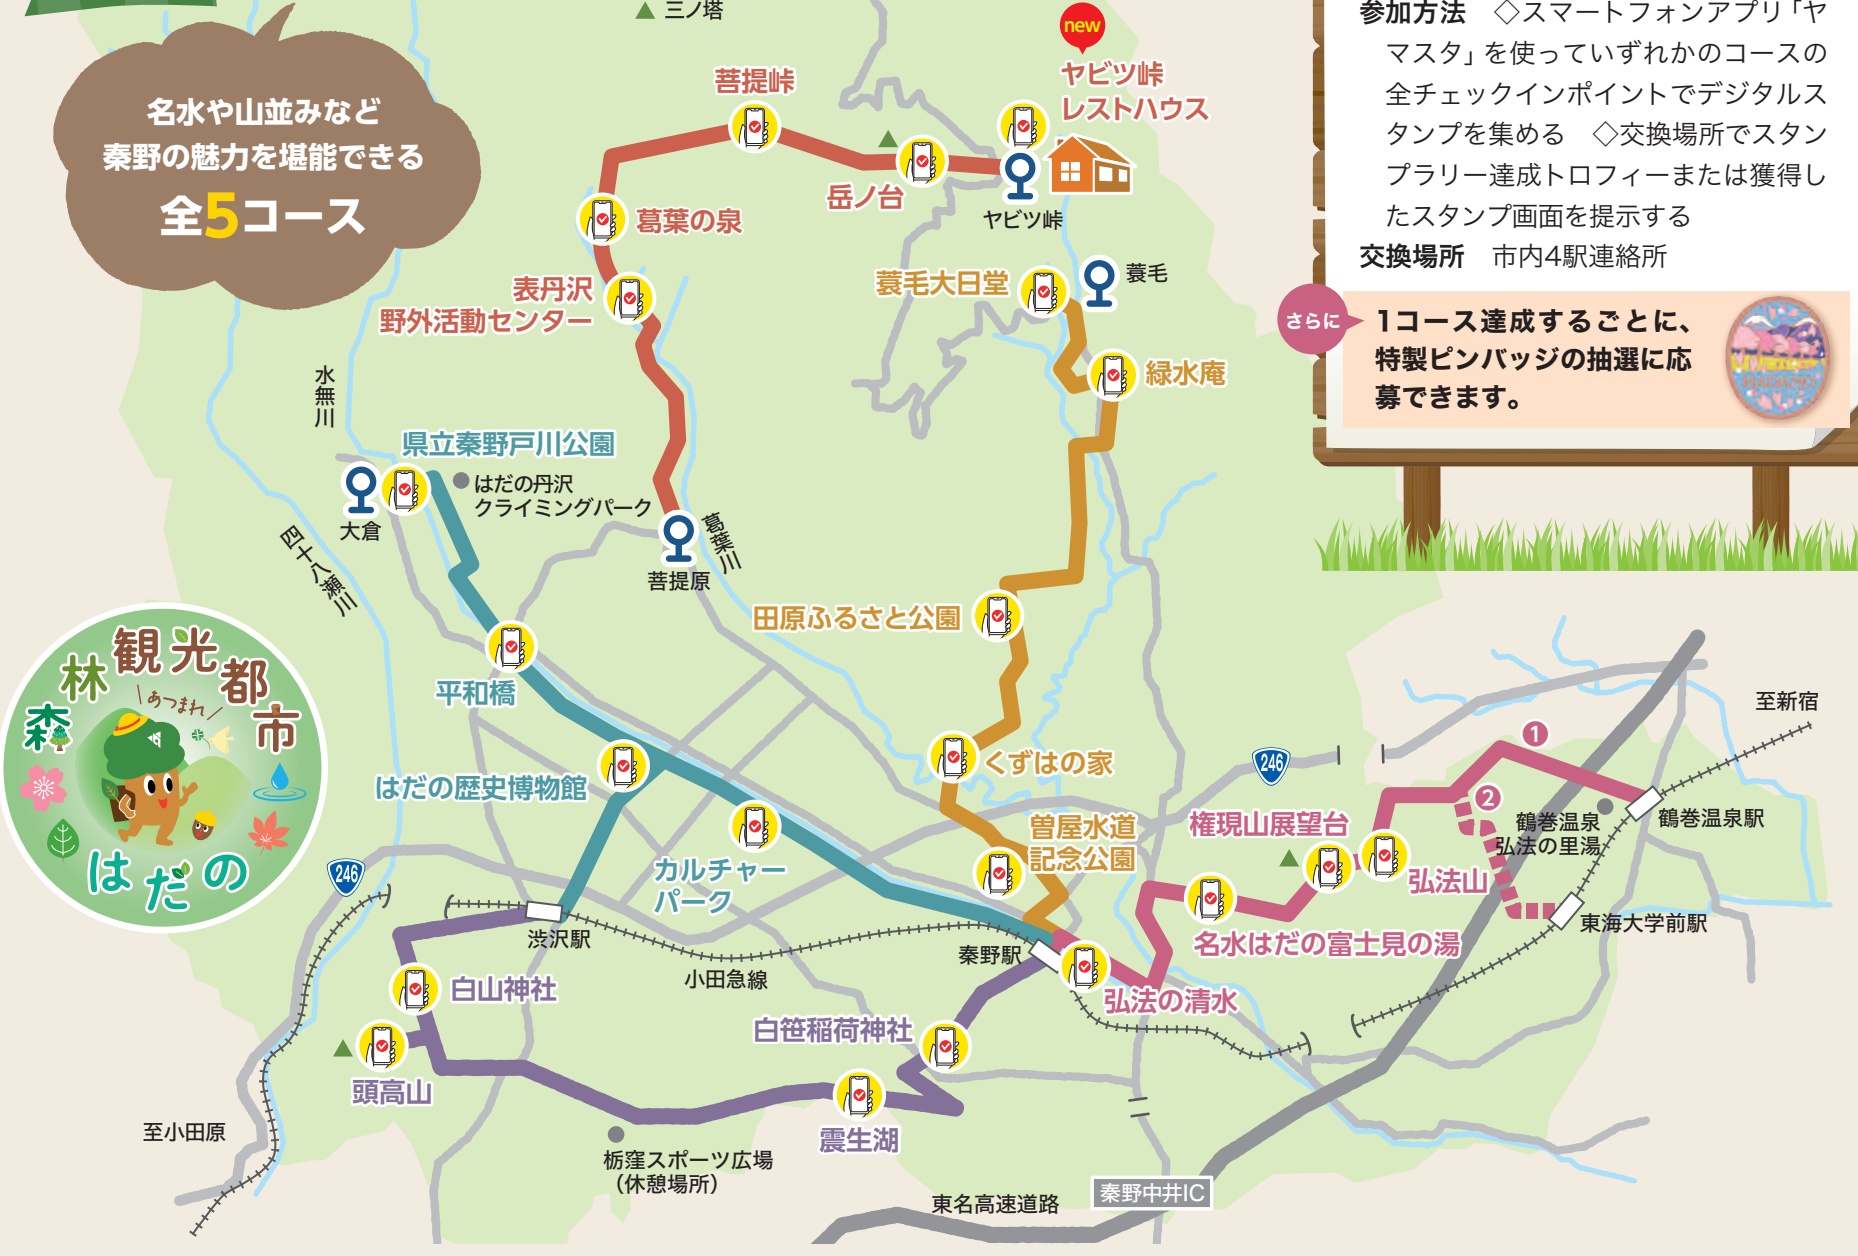 名水や山並みなど
秦野の魅力を堪能できる
全5コース
三ノ塔
new
ヤビツ峠
レストハウス
菩提峠
岳ノ台
ヤビツ峠
葛葉の泉
表丹沢
野外活動センター
蓑毛大日堂
蓑毛
緑水庵
水無川
県立秦野戸川公園
はだの丹沢
クライミングパーク
大倉
四十八瀬川
葛葉川
菩提原
田原ふるさと公園
平和橋
くずはの家
はだの歴史博物館
カルチャー
パーク
曽屋水道
記念公園
246
権現山展望台
弘法山
1
2
至新宿
鶴巻温泉
弘法の里湯
鶴巻温泉駅
東海大学前駅
名水はだの富士見の湯
弘法の清水
秦野駅
小田急線
渋沢駅
246
白山神社
頭高山
白笹稲荷神社
震生湖
至小田原
栃窪スポーツ広場
（休憩場所）
東名高速道路
秦野中井IC
森林観光都市
あつまれ
はだの
参加方法　◇スマートフォンアプリ「ヤ
マスタ」を使っていずれかのコースの
全チェックインポイントでデジタルス
タンプを集める　◇交換場所でスタン
プラリー達成トロフィーまたは獲得し
たスタンプ画面を提示する
交換場所　市内4駅連絡所
さらに
1コース達成するごとに、
特製ピンバッジの抽選に応
募できます。